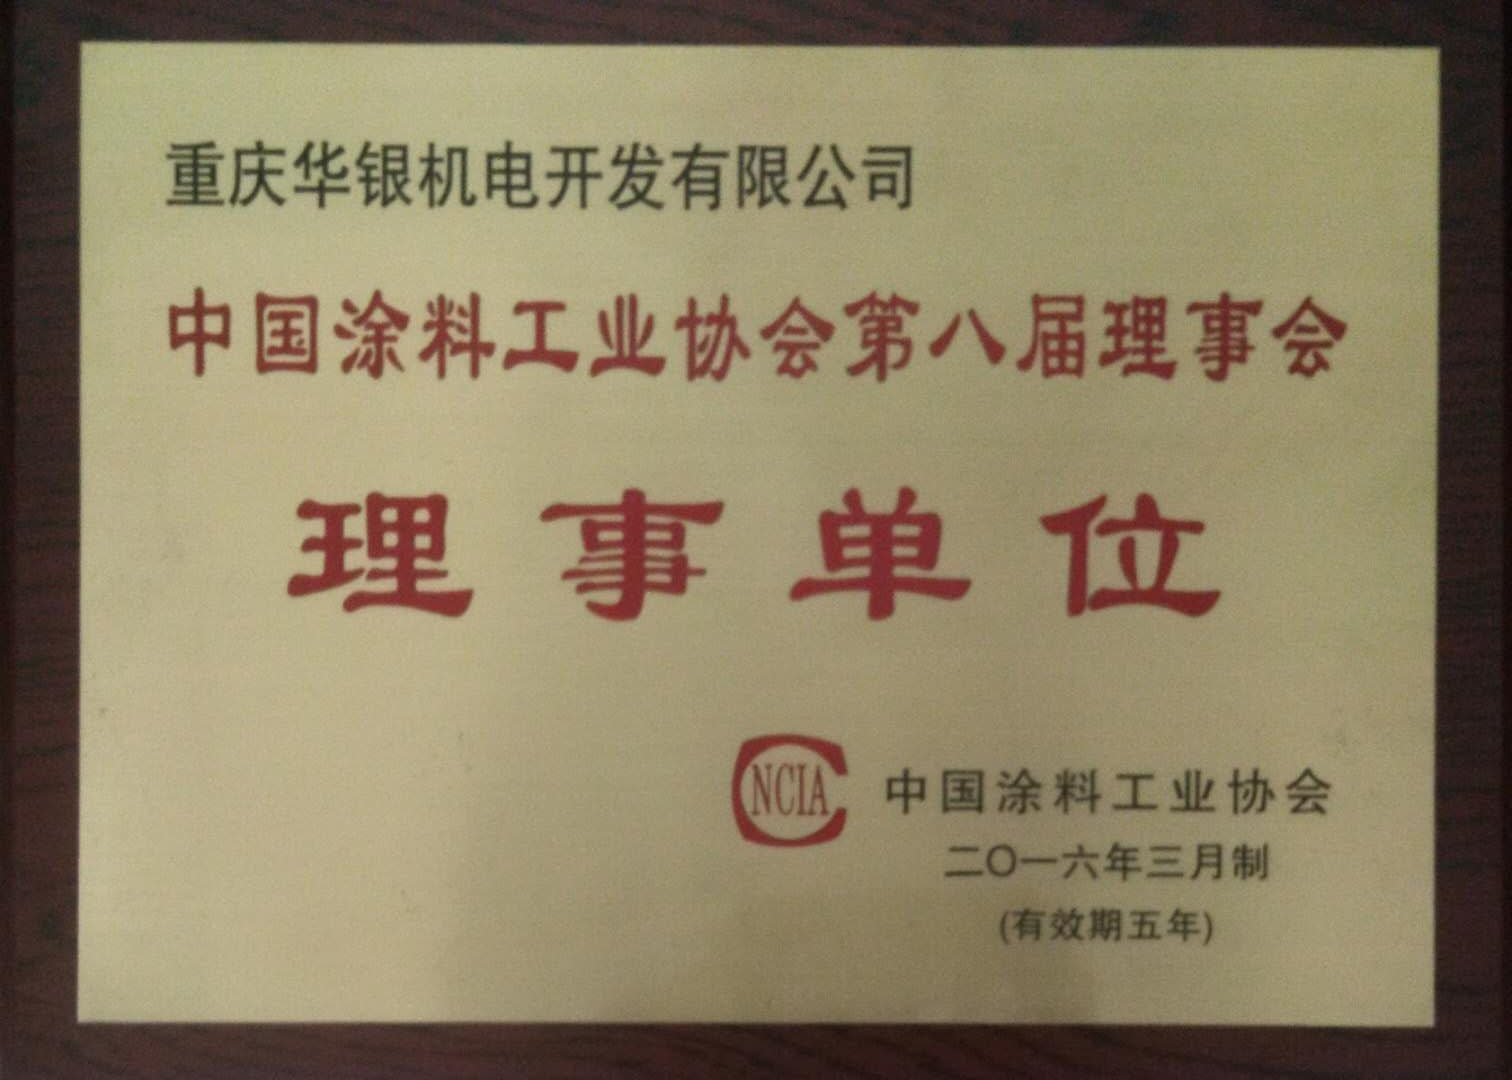 重庆华银机电开发有限公司
中国涂料工业协会第八届理事会
理事单位
NCIA 中国涂料工业协会
二〇一六年三月制
(有效期五年)